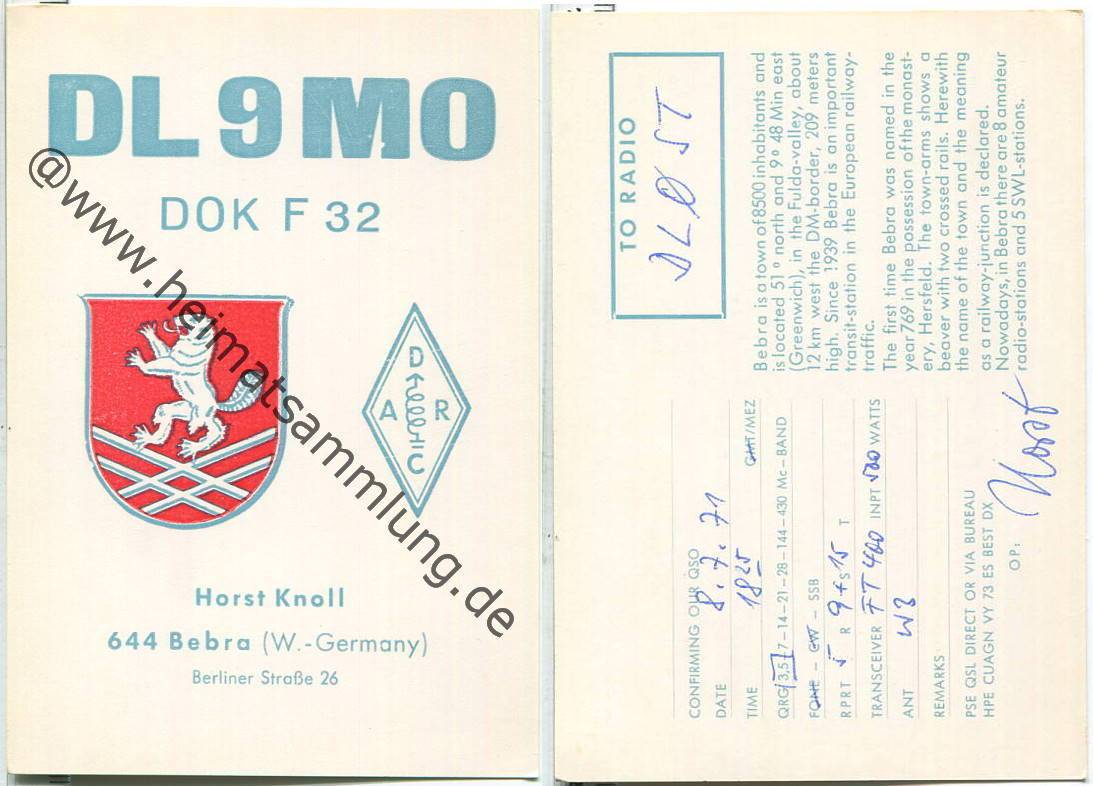 DL9MO
DOK F 32
D
A R
C
Horst Knoll
644 Bebra (W.-Germany)
Berliner Straße 26
@www.heimatsammlung.de
TO RADIO
DLØST
Bebra is a town of 8500 inhabitants and
is located 51° north and 9° 48 Min east
(Greenwich), in the Fulda-valley, about
12 km west the DM-border, 209 meters
high. Since 1939 Bebra is an important
transit-station in the European railway-
traffic.
The first time Bebra was named in the
year 769 in the possession of the monast-
ery, Hersfeld. The town-arms shows a
beaver with two crossed rails. Herewith
the name of the town and the meaning
as a railway-junction is declared.
Nowadays, in Bebra there are 8 amateur
radio-stations and 5 SWL-stations.
CONFIRMING OUR QSO
DATE 8.7.71
TIME 1825 GMT/MEZ
QRG 3,5-7-14-21-28-144-430 Mc-BAND
FONE - CW - SSB
RPRT 5 R 9+15 S T
TRANSCEIVER FT 400 INPT 500 WATTS
ANT W3
REMARKS
PSE QSL DIRECT OR VIA BUREAU
HPE CUAGN VY 73 ES BEST DX
OP: Horst